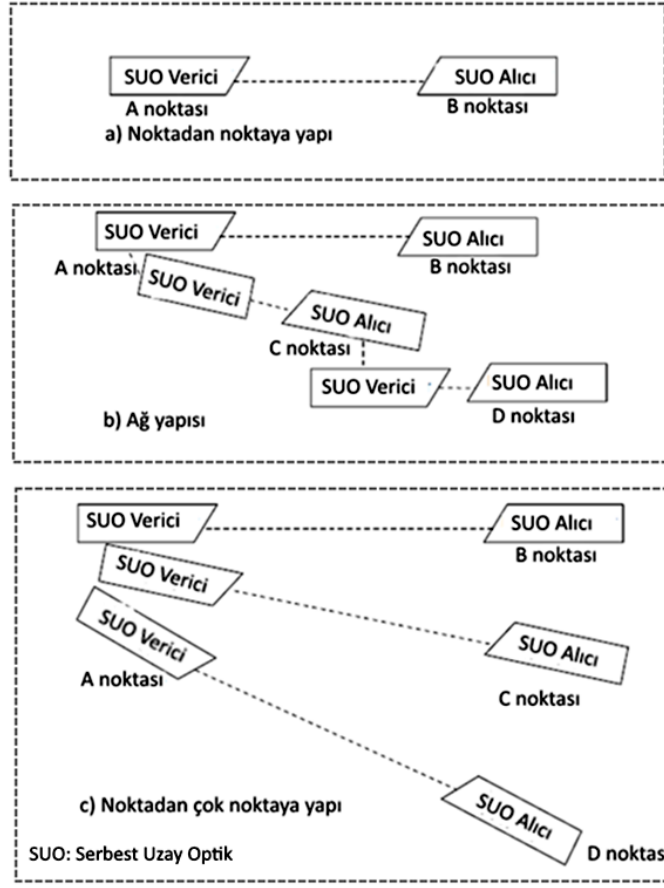 SUO Verici
SUO Alıcı
A noktası
B noktası
a) Noktadan noktaya yapı
SUO Verici
SUO Alıcı
A noktası
B noktası
SUO Verici
SUO Alıcı
C noktası
SUO Verici
SUO Alıcı
D noktası
b) Ağ yapısı
SUO Verici
SUO Alıcı
B noktası
SUO Verici
SUO Verici
SUO Alıcı
A noktası
C noktası
c) Noktadan çok noktaya yapı
SUO Alıcı
SUO: Serbest Uzay Optik
D noktas